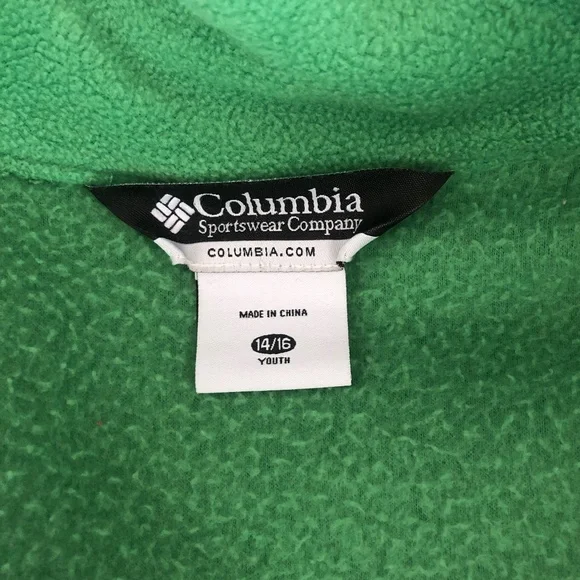 Columbia
Sportswear Company
COLUMBIA.COM
MADE IN CHINA
14/16
YOUTH